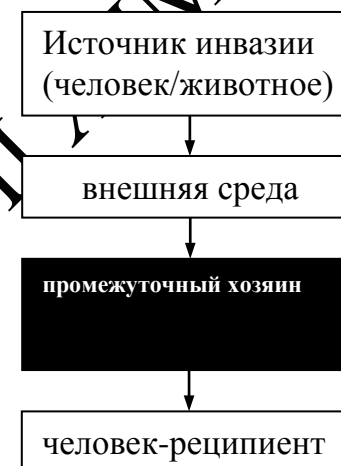 Источник инвазии
(человек/животное)
внешняя среда
промежуточный хозяин
человек-реципиент